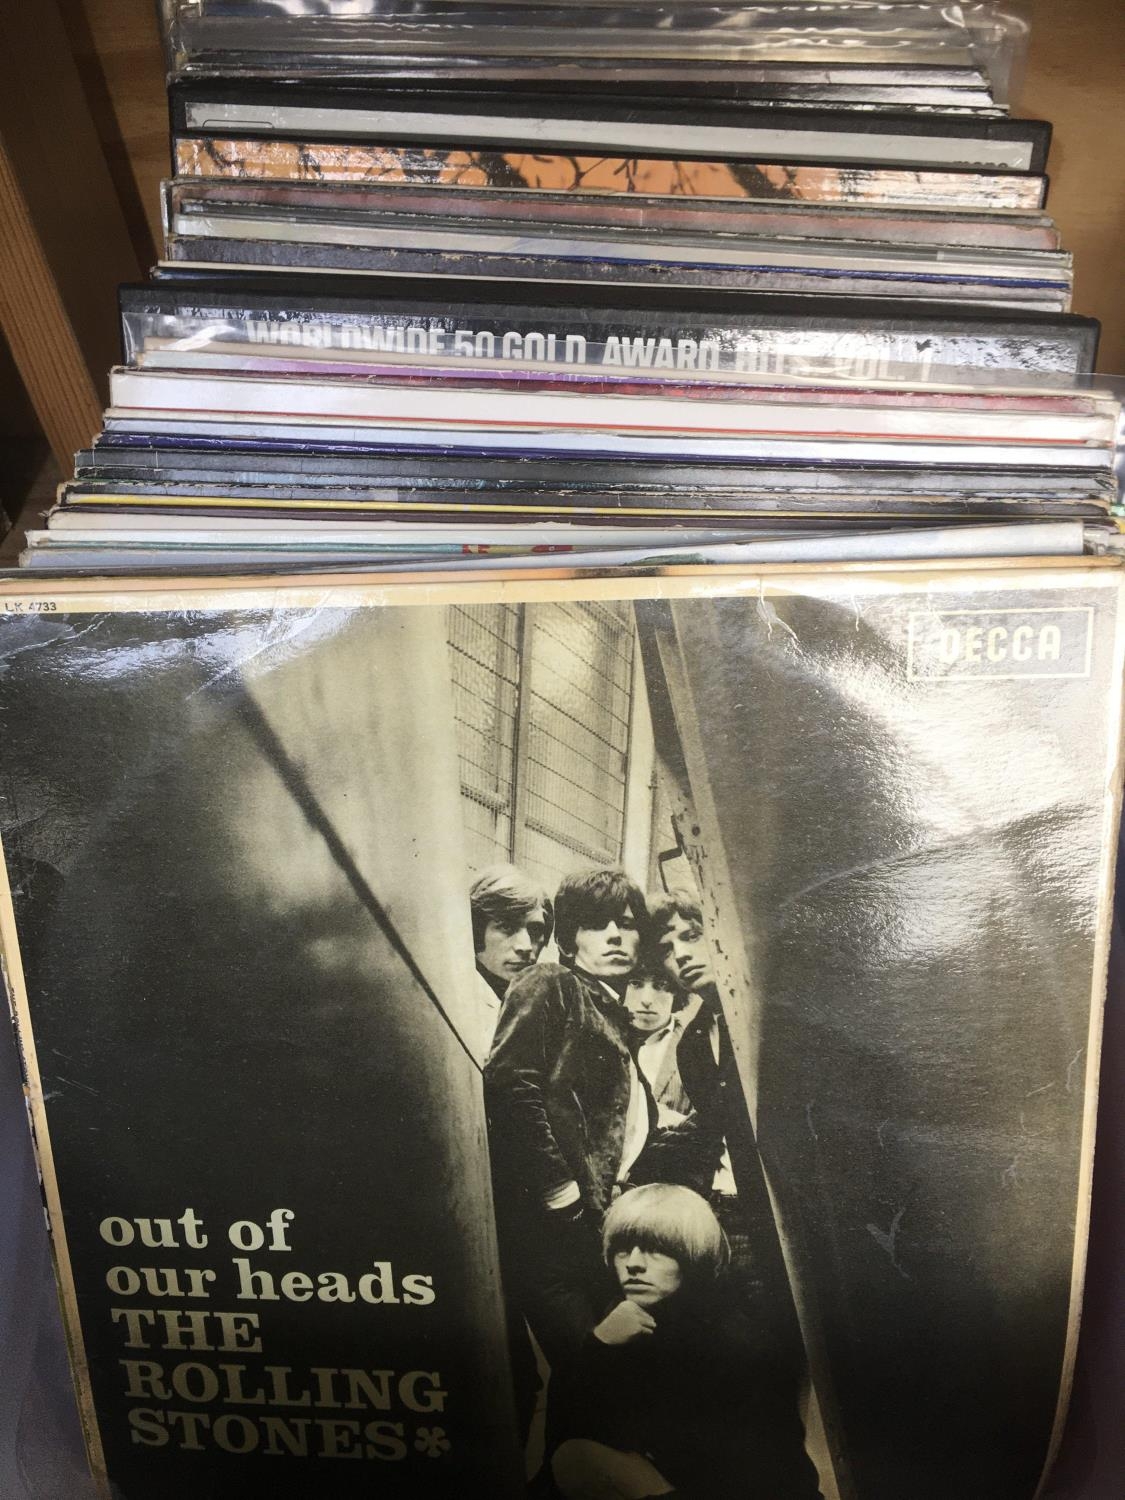 WORLDWIDE 50 GOLD AWARD HITS VOL. 1
LK 4733
DECCA
out of
our heads
THE
ROLLING
STONES*